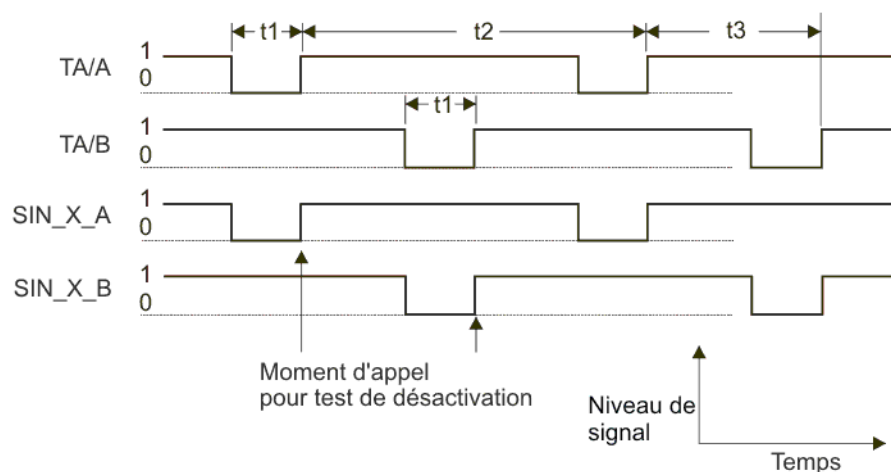 t1
t2
t3
TA/A
1
0
t1
TA/B
1
0
SIN_X_A
1
0
SIN_X_B
1
0
Moment d'appel
pour test de désactivation
Niveau de
signal
Temps